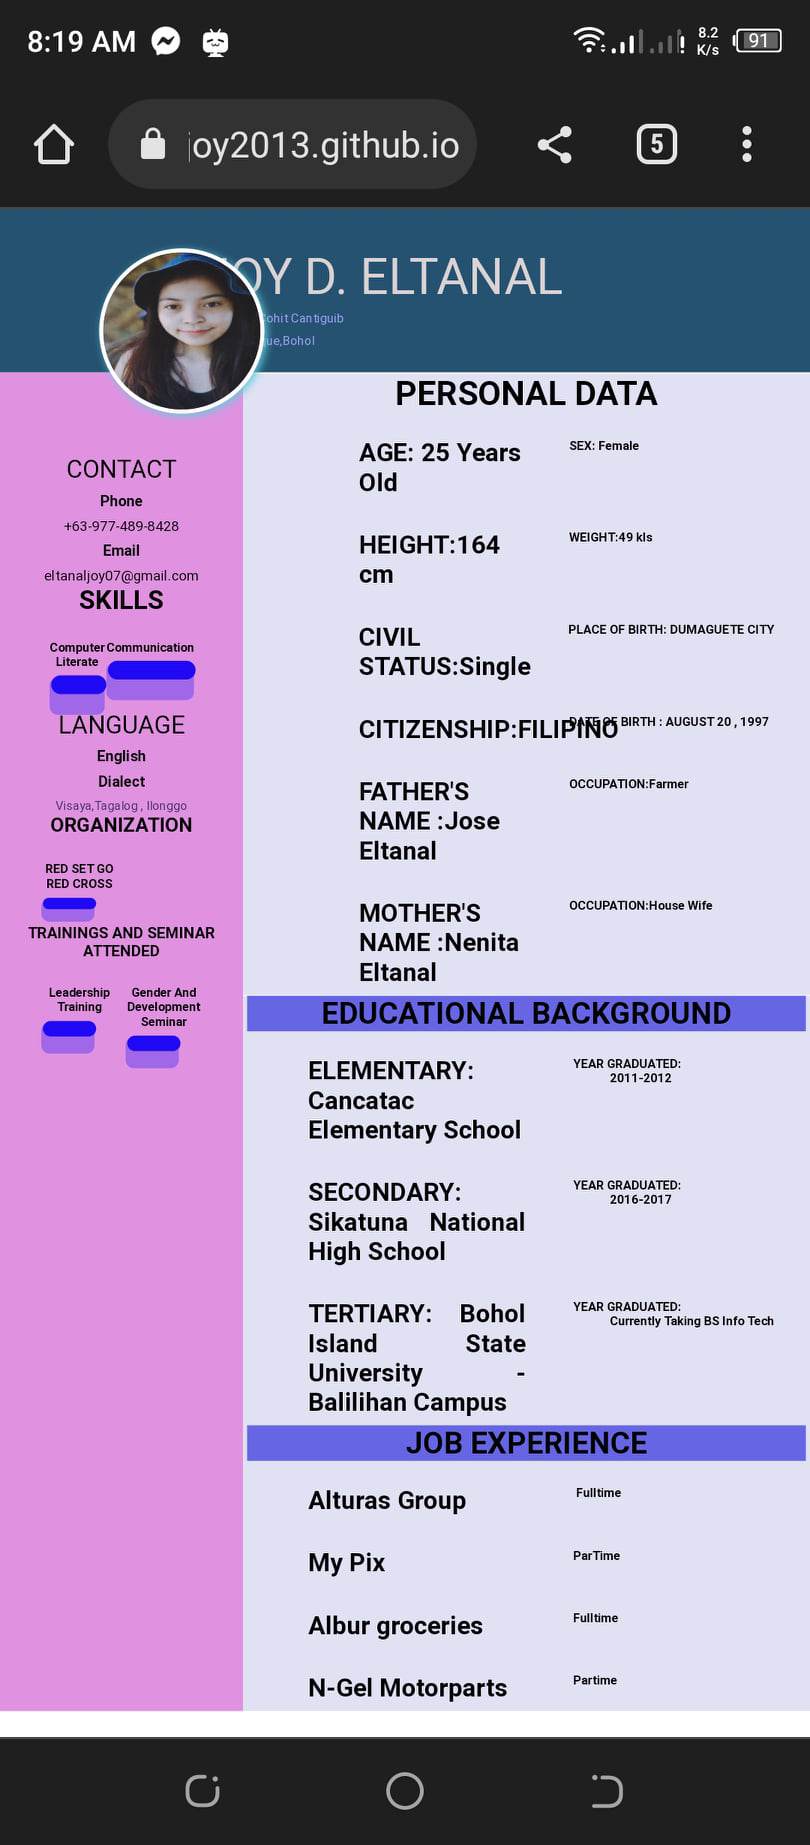 8:19 AM
8.2
K/s
91
joy2013.github.io
5
OY D. ELTANAL
Cantiguib
,Bohol
PERSONAL DATA
AGE: 25 Years
Old
SEX: Female
HEIGHT:164
cm
WEIGHT:49 kls
CIVIL
STATUS:Single
PLACE OF BIRTH: DUMAGUETE CITY
CITIZENSHIP:FILIPINO
DATE OF BIRTH : AUGUST 20 , 1997
FATHER'S
NAME :Jose
Eltanal
OCCUPATION:Farmer
MOTHER'S
NAME :Nenita
Eltanal
OCCUPATION:House Wife
EDUCATIONAL BACKGROUND
ELEMENTARY:
Cancatac
Elementary School
YEAR GRADUATED:
2011-2012
SECONDARY:
Sikatuna National
High School
YEAR GRADUATED:
2016-2017
TERTIARY: Bohol
Island State
University -
Balilihan Campus
YEAR GRADUATED:
Currently Taking BS Info Tech
JOB EXPERIENCE
Alturas Group
Fulltime
My Pix
ParTime
Albur groceries
Fulltime
N-Gel Motorparts
Partime
CONTACT
Phone
+63-977-489-8428
Email
eltanaljoy07@gmail.com
SKILLS
Computer
Literate
Communication
LANGUAGE
English
Dialect
Visaya,Tagalog , Ilonggo
ORGANIZATION
RED SET GO
RED CROSS
TRAININGS AND SEMINAR
ATTENDED
Leadership
Training
Gender And
Development
Seminar